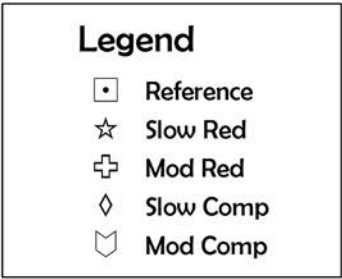 Legend
Reference
Slow Red
Mod Red
Slow Comp
Mod Comp